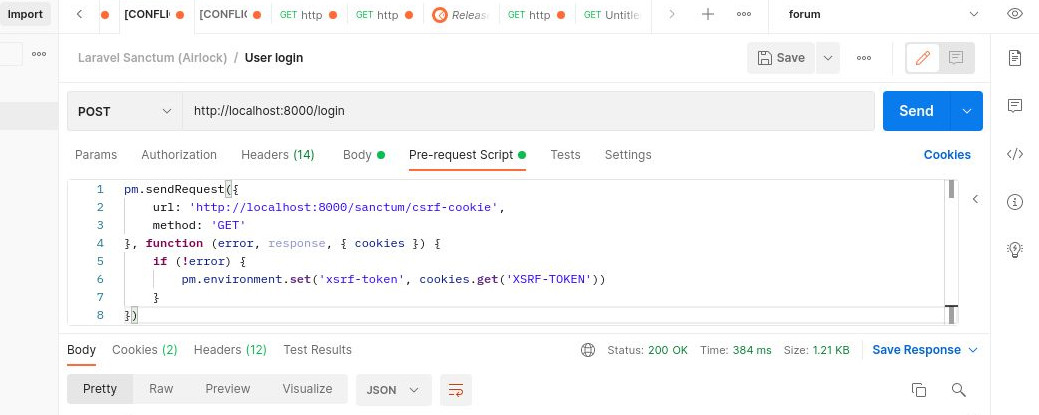 Import
[CONFLI
[CONFLIC
GET http
GET http
Releas
GET http
GET Untitle
forum
Laravel Sanctum (Airlock) / User login
Save
POST
http://localhost:8000/login
Send
Params
Authorization
Headers (14)
Body
Pre-request Script
Tests
Settings
Cookies
1 pm.sendRequest({
2 url: 'http://localhost:8000/sanctum/csrf-cookie',
3 method: 'GET'
4 }, function (error, response, { cookies }) {
5 if (!error) {
6 pm.environment.set('xsrf-token', cookies.get('XSRF-TOKEN'))
7 }
8 })
Body
Cookies (2)
Headers (12)
Test Results
Status: 200 OK
Time: 384 ms
Size: 1.21 KB
Save Response
Pretty
Raw
Preview
Visualize
JSON